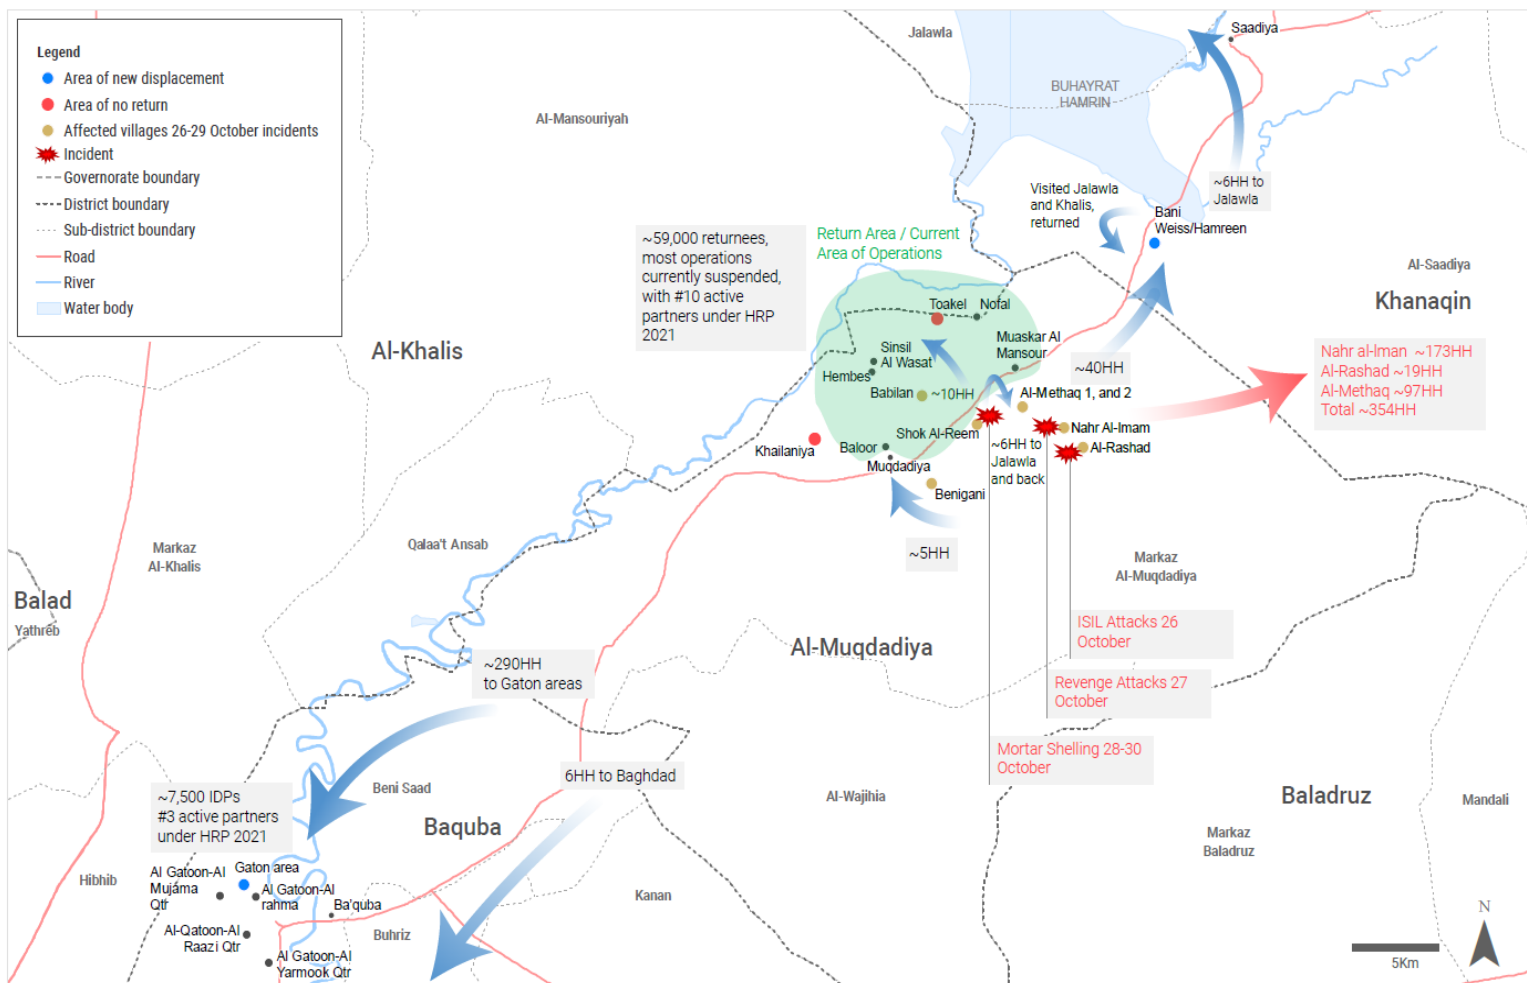 Legend
Area of new displacement
Area of no return
Affected villages 26-29 October incidents
Incident
Governorate boundary
District boundary
Sub-district boundary
Road
River
Water body
Jalawla
Saadiya
BUHAYRAT
HAMRIN
Al-Mansouriyah
~6HH to
Jalawla
Visited Jalawla
and Khalis,
returned
Bani
Weiss/Hamreen
~59,000 returnees,
most operations
currently suspended,
with #10 active
partners under HRP
2021
Return Area / Current
Area of Operations
Al-Saadiya
Khanaqin
Toakel
Nofal
Al-Khalis
Sinsil
Al Wasat
Hembes
Muaskar Al
Mansour
~40HH
Nahr al-Iman ~173HH
Al-Rashad ~19HH
Al-Methaq ~97HH
Total ~354HH
Babilan
~10HH
Al-Methaq 1, and 2
Shok Al-Reem
Nahr Al-Imam
Al-Rashad
Khailaniya
Baloor
Muqdadiya
~6HH to
Jalawla
and back
Benigani
~5HH
Markaz
Al-Khalis
Qalaa't Ansab
Markaz
Al-Muqdadiya
Balad
Yathreb
ISIL Attacks 26
October
Al-Muqdadiya
~290HH
to Gaton areas
Revenge Attacks 27
October
Mortar Shelling 28-30
October
6HH to Baghdad
~7,500 IDPs
#3 active partners
under HRP 2021
Beni Saad
Al-Wajihia
Baladruz
Mandali
Baquba
Markaz
Baladruz
Hibhib
Al Gatoon-Al
Mujáma
Qtr
Gaton area
Al Gatoon-Al
rahma
Ba'quba
Kanan
Al-Qatoon-Al
Raazi Qtr
Buhriz
Al Gatoon-Al
Yarmook Qtr
N
5Km